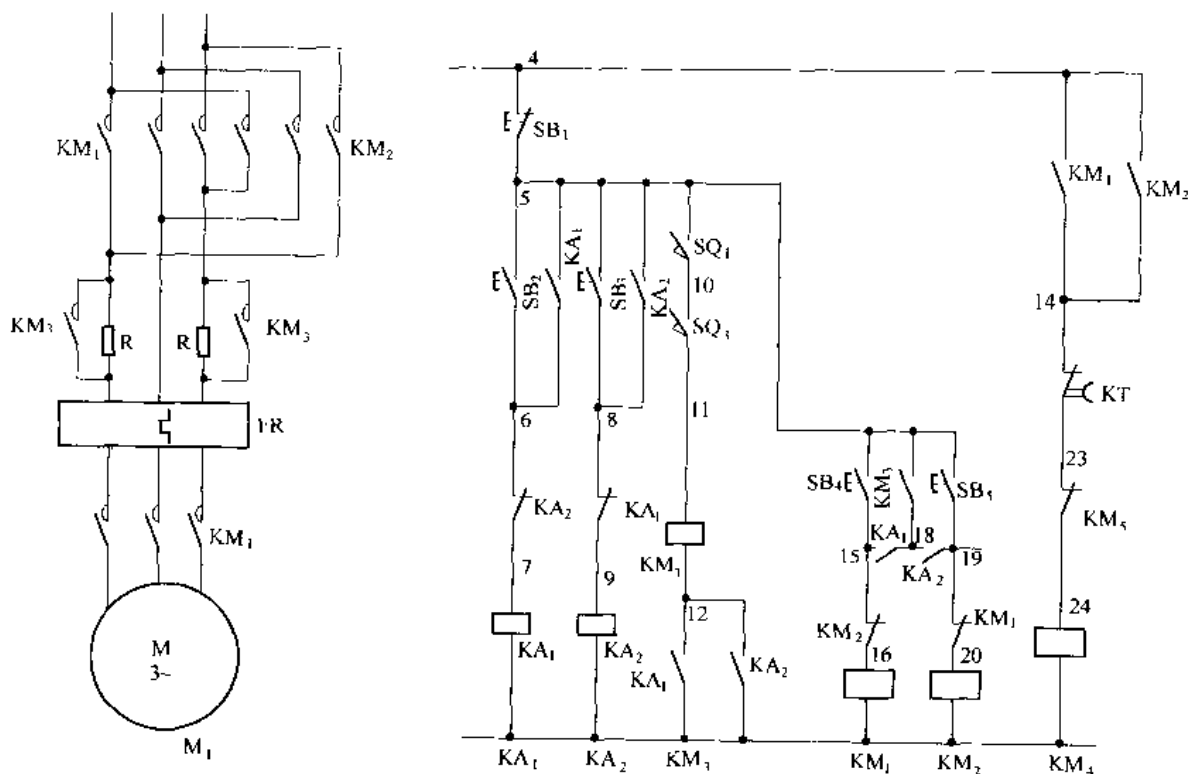 KM₁
KM₂
KM₃
R
R
KM₃
FR
M
3~
M₁
4
SB₁
5
SB₂
KA₁
SB₃
KA₂
SQ₁
10
SQ₃
11
6
8
KA₂
KA₁
7
9
KM₃
12
KA₁
KA₂
KA₁
KA₂
KA₁
KA₂
KM₃
SB₄
KM₃
SB₅
15
KA₁
18
KA₂
19
KM₂
KM₁
16
20
KM₁
KM₂
KM₁
KM₂
14
KT
23
KM₅
24
KM₄